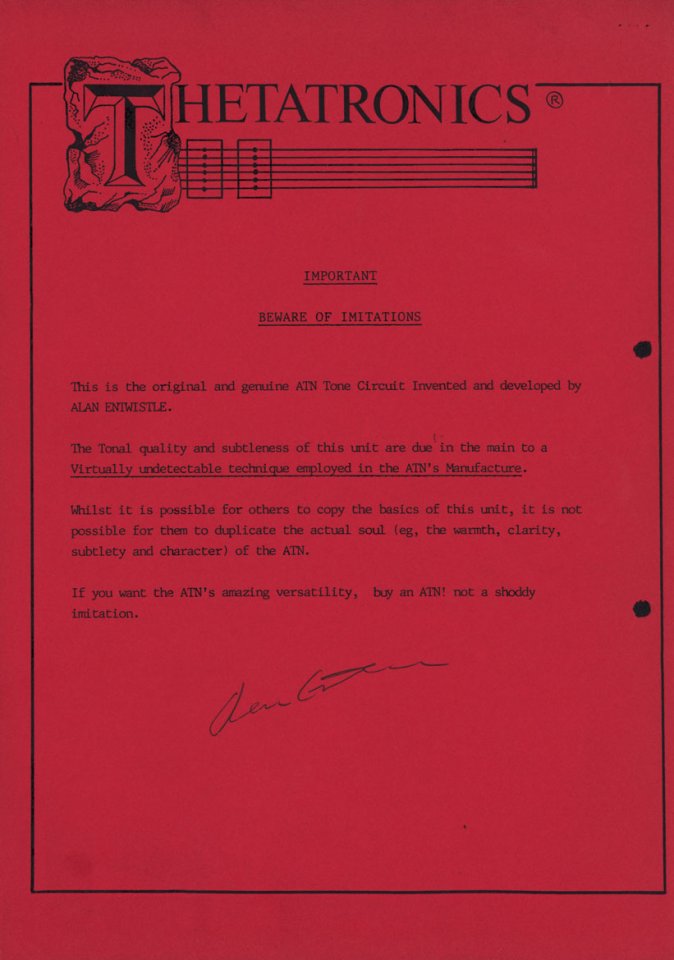 THETATRONICS ®
IMPORTANT
BEWARE OF IMITATIONS
This is the original and genuine ATN Tone Circuit Invented and developed by
ALAN ENTWISTLE.
The Tonal quality and subtleness of this unit are due in the main to a
Virtually undetectable technique employed in the ATN's Manufacture.
Whilst it is possible for others to copy the basics of this unit, it is not
possible for them to duplicate the actual soul (eg, the warmth, clarity,
subtlety and character) of the ATN.
If you want the ATN's amazing versatility, buy an ATN! not a shoddy
imitation.